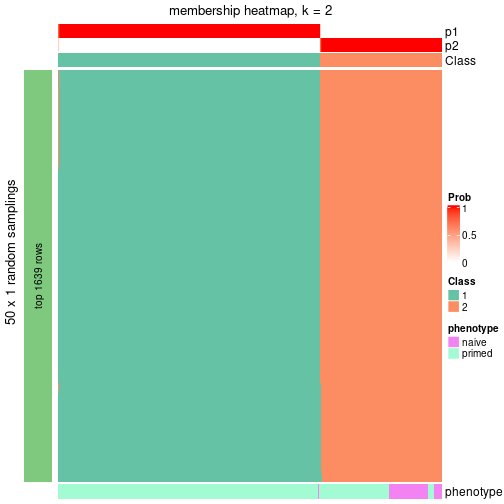 membership heatmap, k = 2
p1
p2
Class
50 x 1 random samplings
top 1639 rows
Prob
1
0.5
0
Class
1
2
phenotype
naive
primed
phenotype